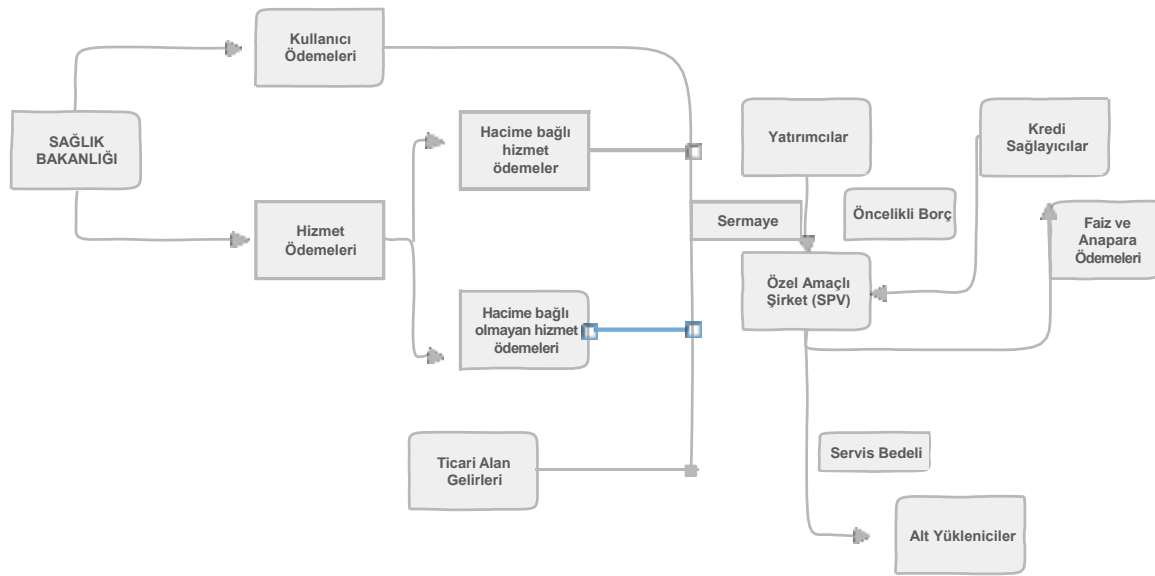 Kullanıcı
Ödemeleri
SAĞLIK
BAKANLIĞI
Hizmet
Ödemeleri
Hacime bağlı
hizmet
ödemeler
Hacime bağlı
olmayan hizmet
ödemeleri
Ticari Alan
Gelirleri
Yatırımcılar
Kredi
Sağlayıcılar
Öncelikli Borç
Sermaye
Faiz ve
Anapara
Ödemeleri
Özel Amaçlı
Şirket (SPV)
Servis Bedeli
Alt Yükleniciler